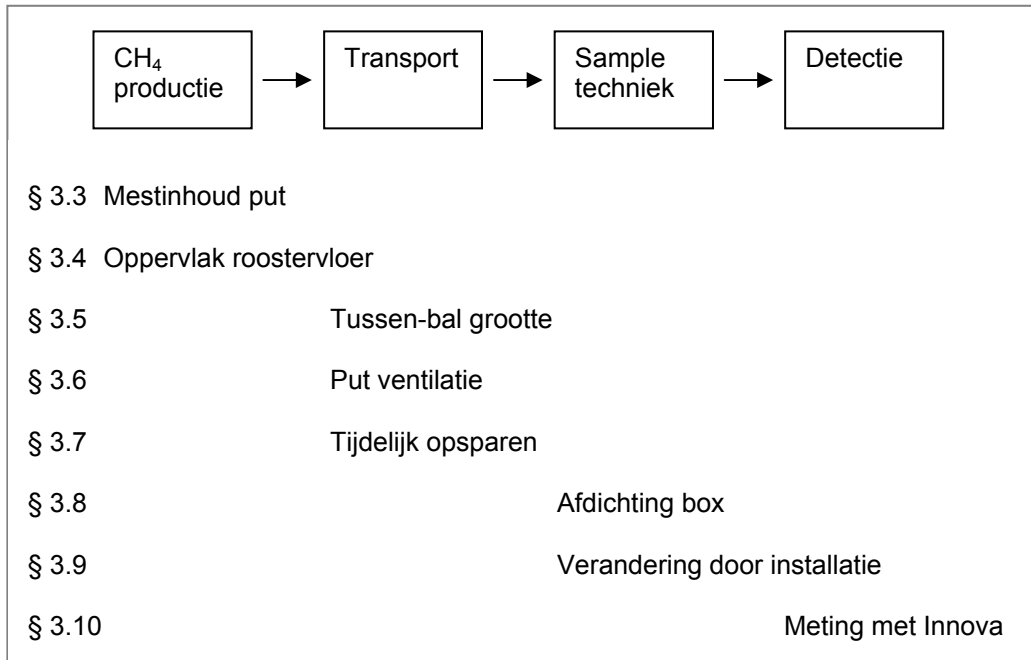 CH₄
productie
Transport
Sample
techniek
Detectie
§ 3.3 Mestinhoud put
§ 3.4 Oppervlak roostervloer
§ 3.5 Tussen-bal grootte
§ 3.6 Put ventilatie
§ 3.7 Tijdelijk opsparen
§ 3.8 Afdichting box
§ 3.9 Verandering door installatie
§ 3.10 Meting met Innova